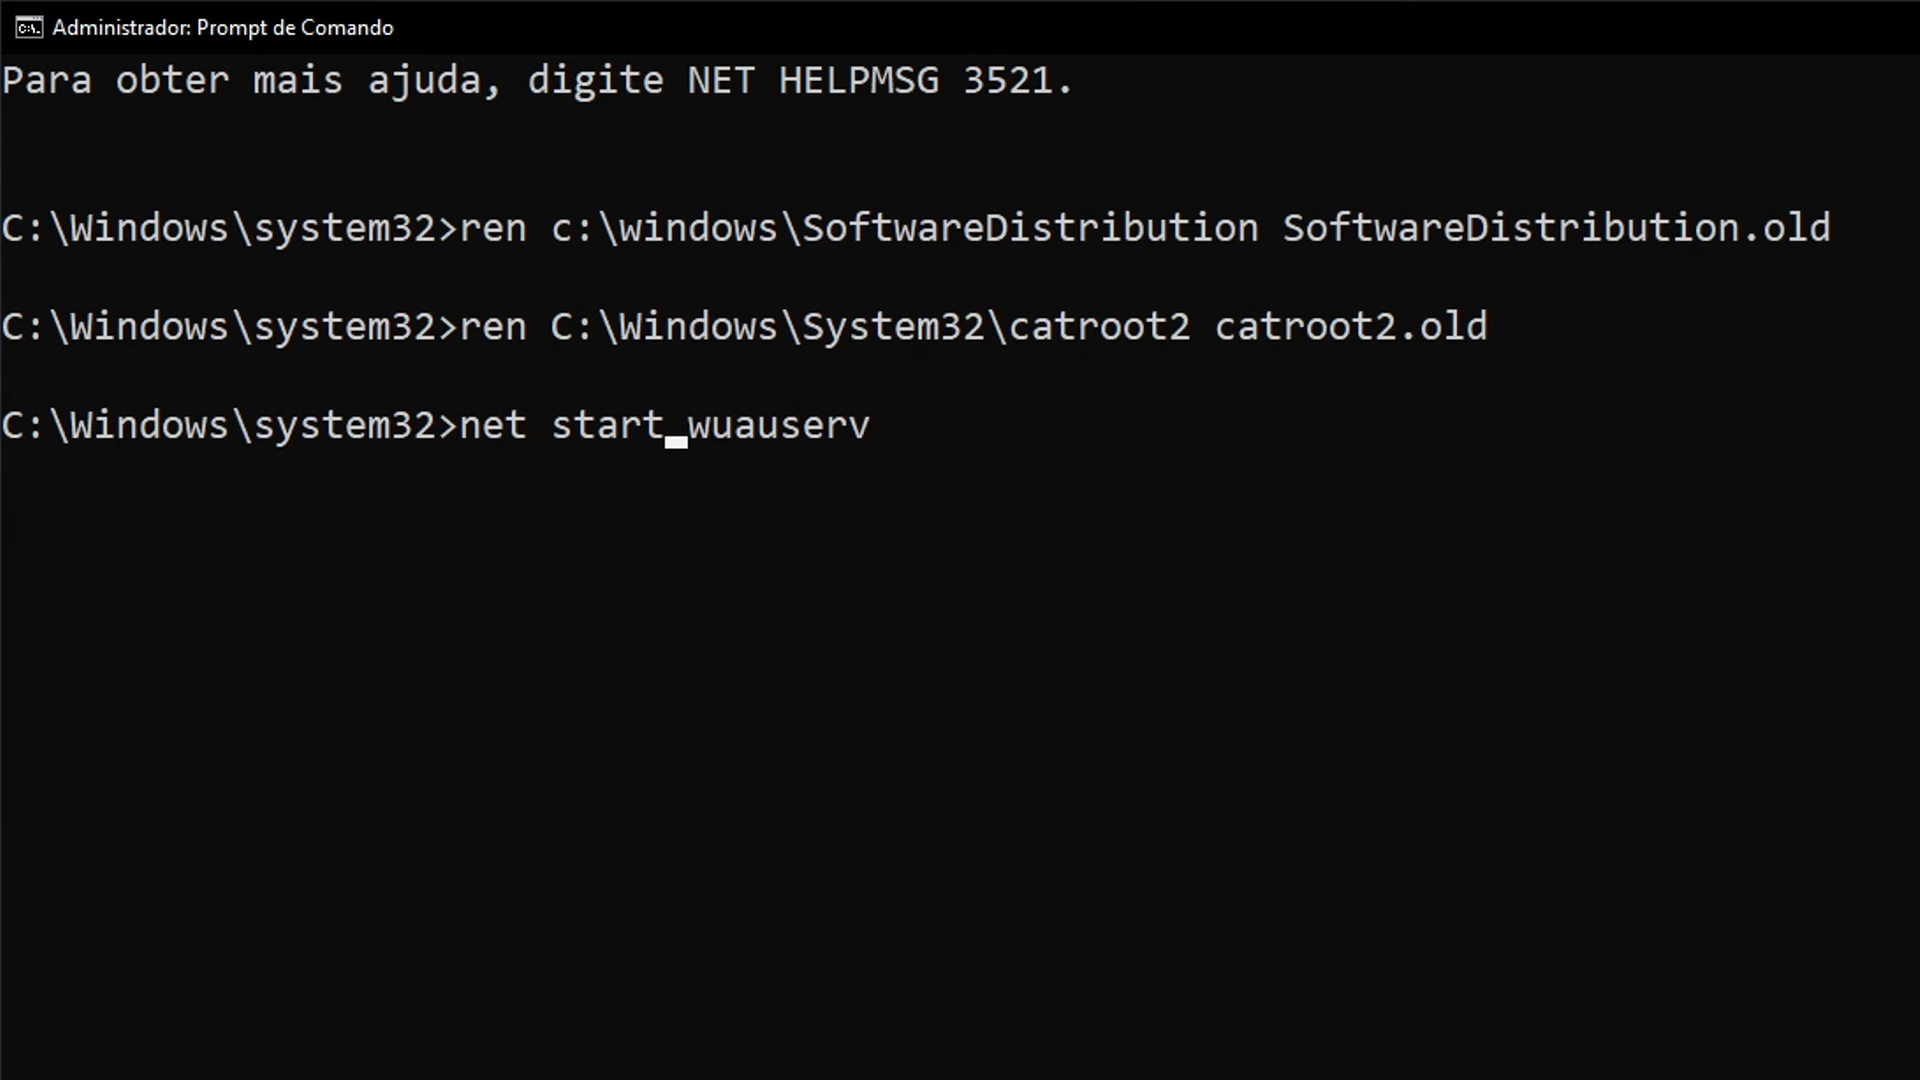 Administrador: Prompt de Comando
Para obter mais ajuda, digite NET HELPMSG 3521.
C:\Windows\system32>ren c:\windows\SoftwareDistribution SoftwareDistribution.old
C:\Windows\system32>ren C:\Windows\System32\catroot2 catroot2.old
C:\Windows\system32>net start wuauserv